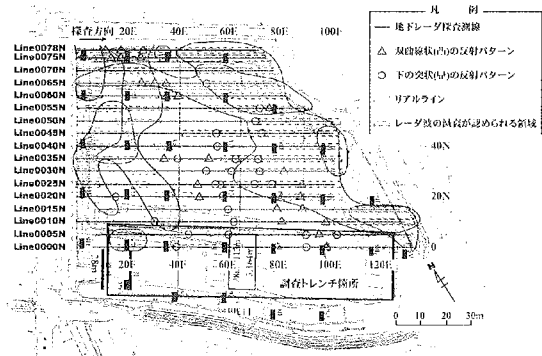 凡 例
地下レーダ探査測線
双曲線状(凸)の反射パターン
下の突状(凸)の反射パターン
リアルライン
レーダ波の減衰が認められる領域
探査方向 20E 40E 60E 80E 100E
Line0078N
Line0075N
Line0070N
Line0065N
Line0060N
Line0055N
Line0050N
Line0045N
Line0040N 40N
Line0035N
Line0030N
Line0025N
Line0020N 20N
Line0015N
Line0010N
Line0005N
Line0000N 0
20E 40E 60E 80E 100E 120E
調査トレンチ箇所
N
0 10 20 30m